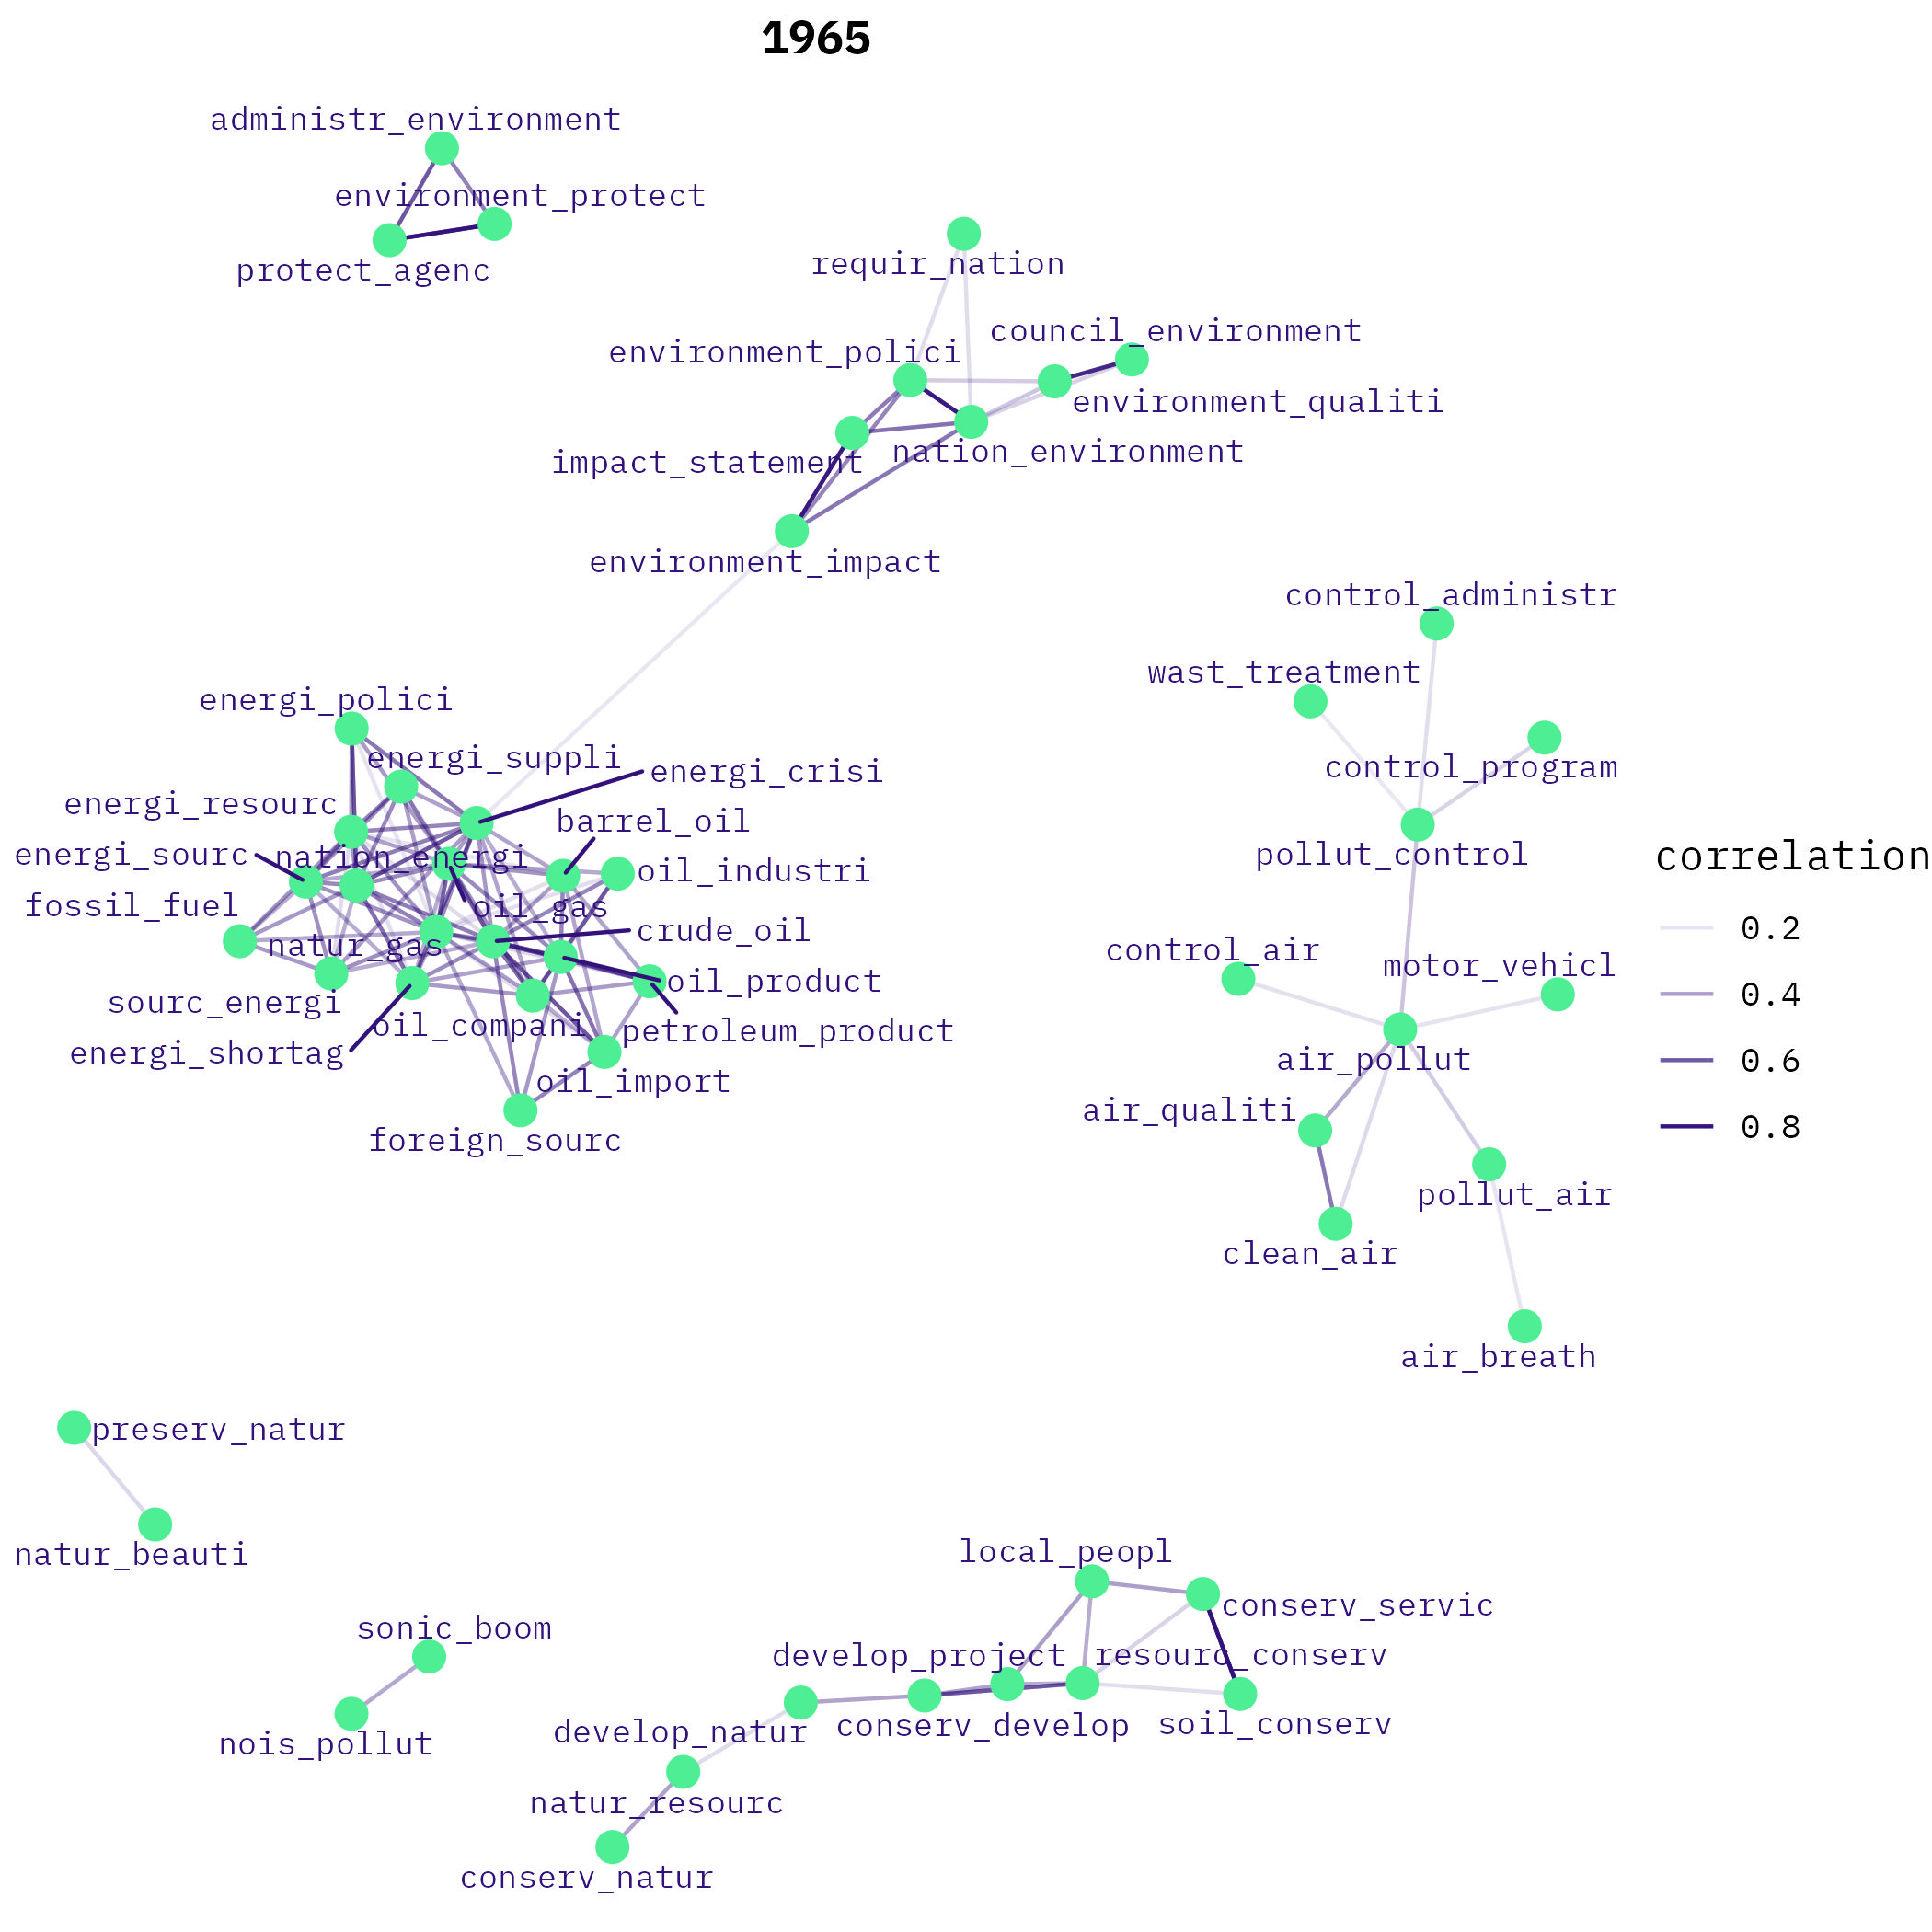 1965
administr_environment
environment_protect
protect_agenc
requir_nation
council_environment
environment_polici
environment_qualiti
nation_environment
impact_statement
environment_impact
control_administr
wast_treatment
control_program
pollut_control
energi_polici
energi_suppli
energi_crisi
energi_resourc
barrel_oil
energi_sourc
nation_energi
oil_industri
fossil_fuel
oil_gas
crude_oil
natur_gas
oil_product
sourc_energi
oil_compani
petroleum_product
energi_shortag
oil_import
foreign_sourc
correlation
0.2
0.4
0.6
0.8
control_air
motor_vehicl
air_pollut
air_qualiti
pollut_air
clean_air
air_breath
preserv_natur
natur_beauti
local_peopl
conserv_servic
sonic_boom
develop_project
resourc_conserv
nois_pollut
develop_natur
conserv_develop
soil_conserv
natur_resourc
conserv_natur